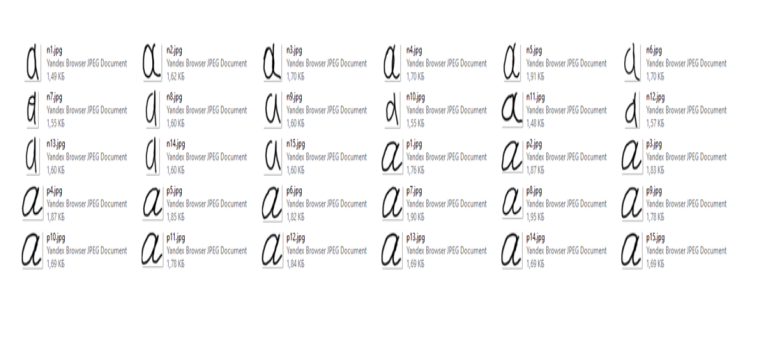 n1.jpg n2.jpg n3.jpg n4.jpg n5.jpg n6.jpg
Yandex Browser JPEG Document Yandex Browser JPEG Document Yandex Browser JPEG Document Yandex Browser JPEG Document Yandex Browser JPEG Document Yandex Browser JPEG Document
1,49 КБ 1,62 КБ 1,70 КБ 1,70 КБ 1,91 КБ 1,70 КБ
n7.jpg n8.jpg n9.jpg n10.jpg n11.jpg n12.jpg
Yandex Browser JPEG Document Yandex Browser JPEG Document Yandex Browser JPEG Document Yandex Browser JPEG Document Yandex Browser JPEG Document Yandex Browser JPEG Document
1,55 КБ 1,60 КБ 1,60 КБ 1,55 КБ 1,48 КБ 1,57 КБ
n13.jpg n14.jpg n15.jpg p1.jpg p2.jpg p3.jpg
Yandex Browser JPEG Document Yandex Browser JPEG Document Yandex Browser JPEG Document Yandex Browser JPEG Document Yandex Browser JPEG Document Yandex Browser JPEG Document
1,60 КБ 1,60 КБ 1,60 КБ 1,76 КБ 1,87 КБ 1,83 КБ
p4.jpg p5.jpg p6.jpg p7.jpg p8.jpg p9.jpg
Yandex Browser JPEG Document Yandex Browser JPEG Document Yandex Browser JPEG Document Yandex Browser JPEG Document Yandex Browser JPEG Document Yandex Browser JPEG Document
1,87 КБ 1,85 КБ 1,82 КБ 1,90 КБ 1,95 КБ 1,78 КБ
p10.jpg p11.jpg p12.jpg p13.jpg p14.jpg p15.jpg
Yandex Browser JPEG Document Yandex Browser JPEG Document Yandex Browser JPEG Document Yandex Browser JPEG Document Yandex Browser JPEG Document Yandex Browser JPEG Document
1,69 КБ 1,78 КБ 1,84 КБ 1,69 КБ 1,69 КБ 1,69 КБ